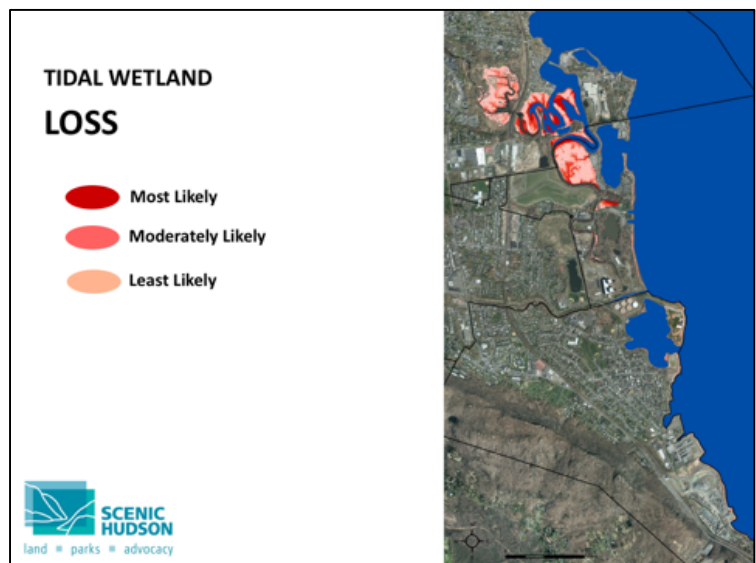 TIDAL WETLAND
LOSS
Most Likely
Moderately Likely
Least Likely
SCENIC
HUDSON
land ▪ parks ▪ advocacy